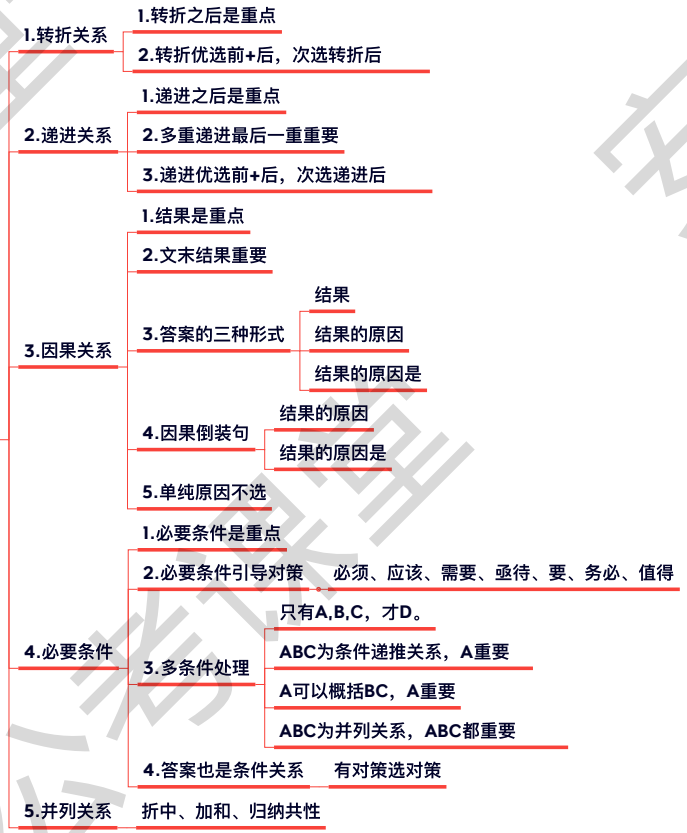 1.转折关系
1.转折之后是重点
2.转折优选前+后，次选转折后
2.递进关系
1.递进之后是重点
2.多重递进最后一重重要
3.递进优选前+后，次选递进后
3.因果关系
1.结果是重点
2.文末结果重要
3.答案的三种形式
结果
结果的原因
结果的原因是
4.因果倒装句
结果的原因
结果的原因是
5.单纯原因不选
4.必要条件
1.必要条件是重点
2.必要条件引导对策
必须、应该、需要、亟待、要、务必、值得
3.多条件处理
只有A,B,C，才D。
ABC为条件递推关系，A重要
A可以概括BC，A重要
ABC为并列关系，ABC都重要
4.答案也是条件关系
有对策选对策
5.并列关系
折中、加和、归纳共性
公考课堂